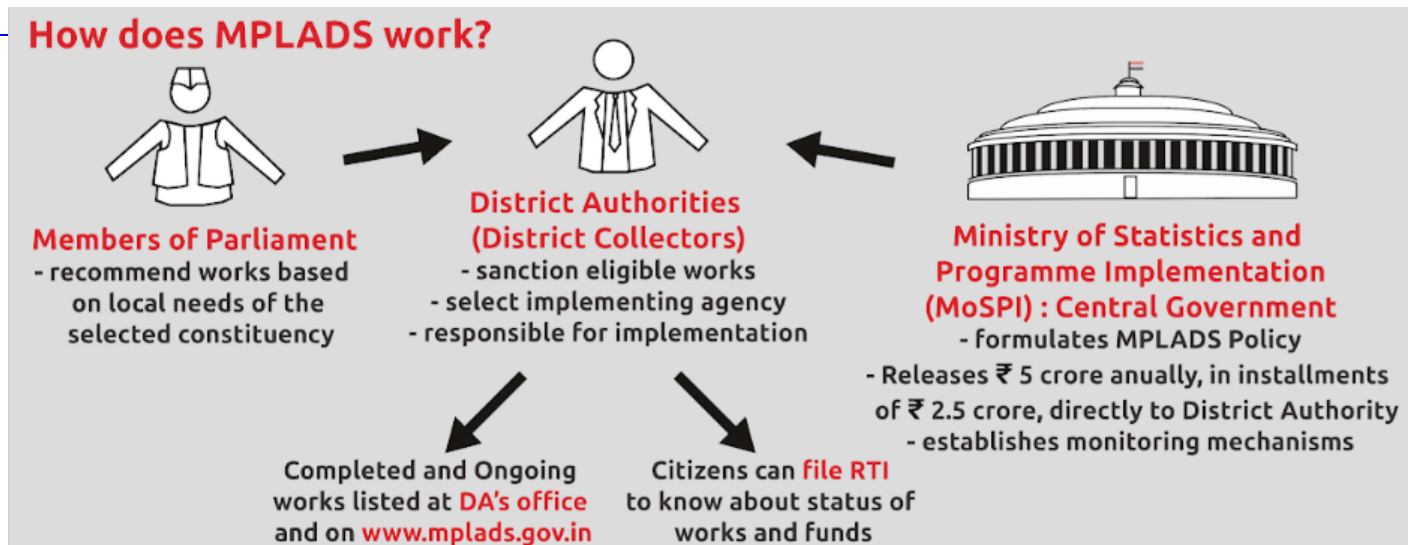 How does MPLADS work?
Members of Parliament
- recommend works based
on local needs of the
selected constituency
District Authorities
(District Collectors)
- sanction eligible works
- select implementing agency
- responsible for implementation
Ministry of Statistics and
Programme Implementation
(MoSPI) : Central Government
- formulates MPLADS Policy
- Releases ₹ 5 crore anually, in installments
of ₹ 2.5 crore, directly to District Authority
- establishes monitoring mechanisms
Completed and Ongoing
works listed at DA's office
and on www.mplads.gov.in
Citizens can file RTI
to know about status of
works and funds